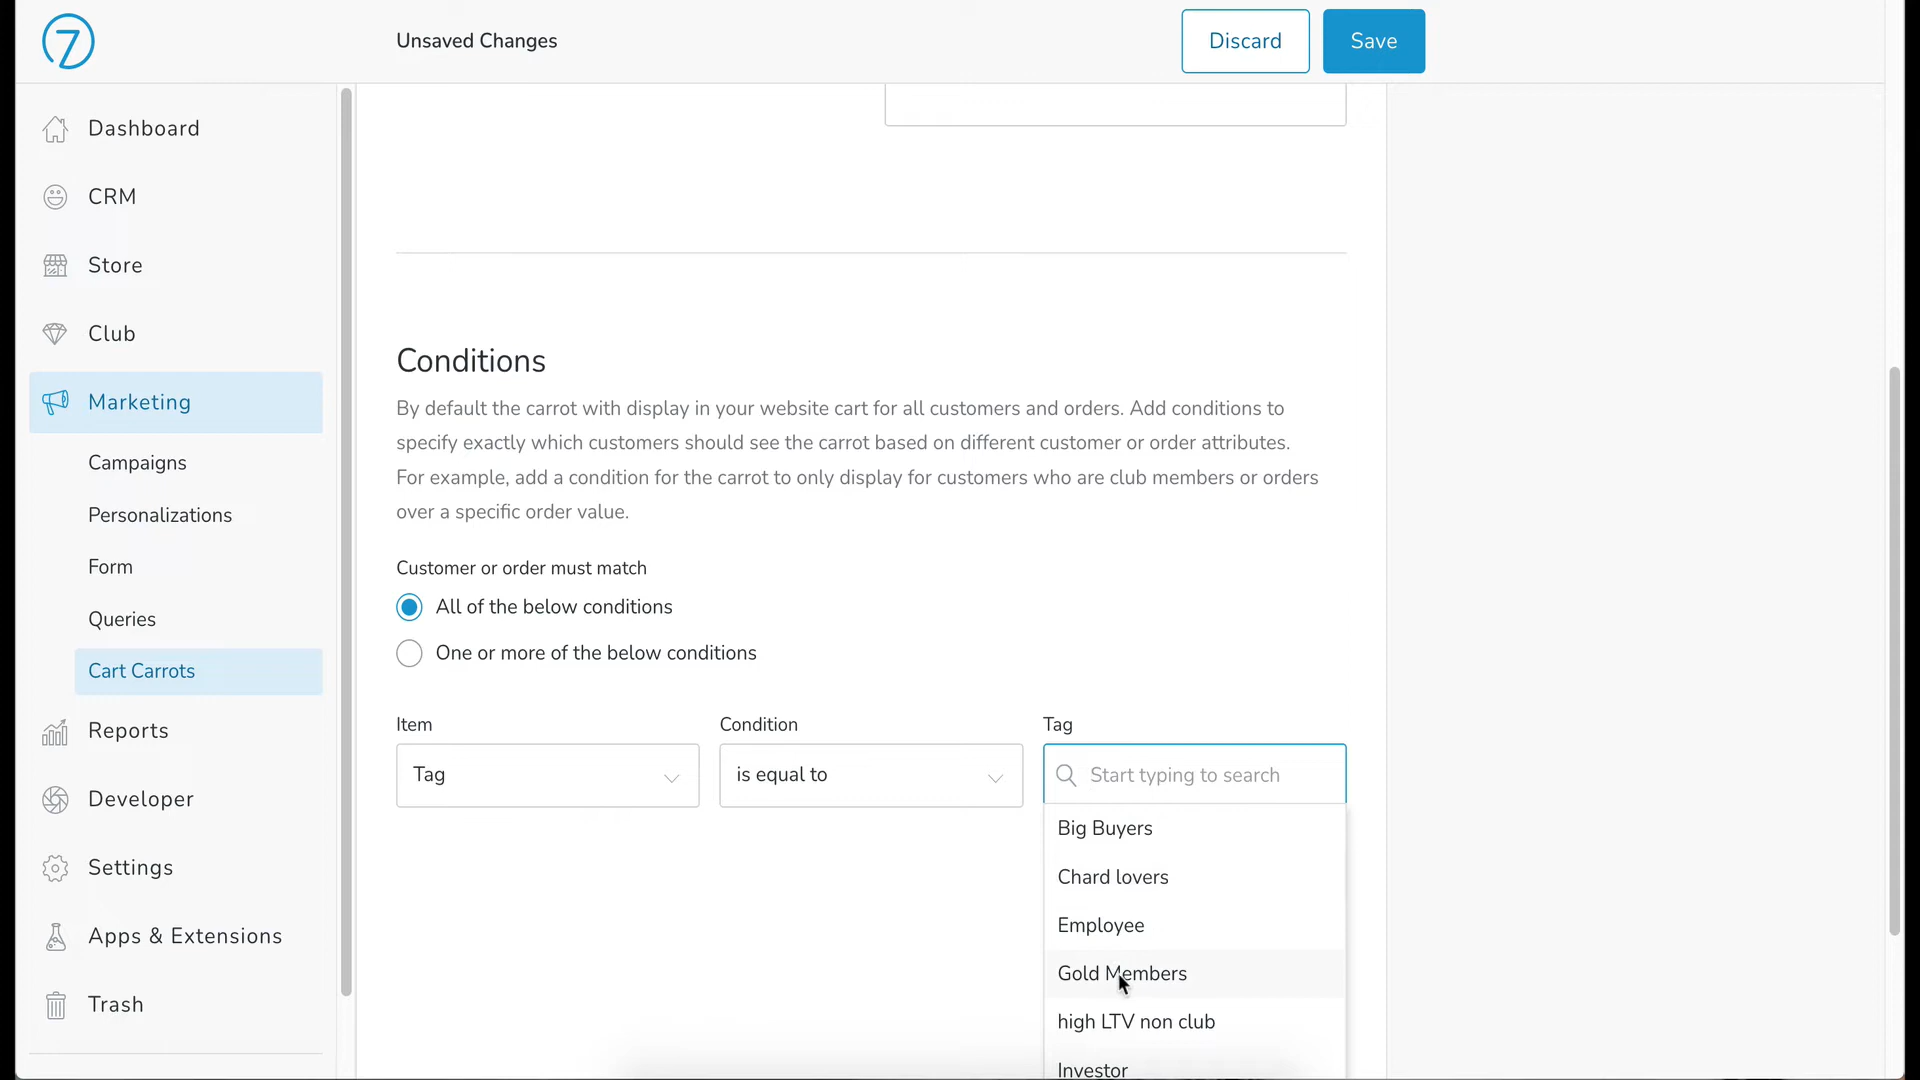 7
Unsaved Changes
Discard
Save
Dashboard
CRM
Store
Club
Marketing
Campaigns
Personalizations
Form
Queries
Cart Carrots
Reports
Developer
Settings
Apps & Extensions
Trash
Conditions
By default the carrot with display in your website cart for all customers and orders. Add conditions to
specify exactly which customers should see the carrot based on different customer or order attributes.
For example, add a condition for the carrot to only display for customers who are club members or orders
over a specific order value.
Customer or order must match
All of the below conditions
One or more of the below conditions
Item
Condition
Tag
Tag
is equal to
Start typing to search
Big Buyers
Chard lovers
Employee
Gold Members
high LTV non club
Investor